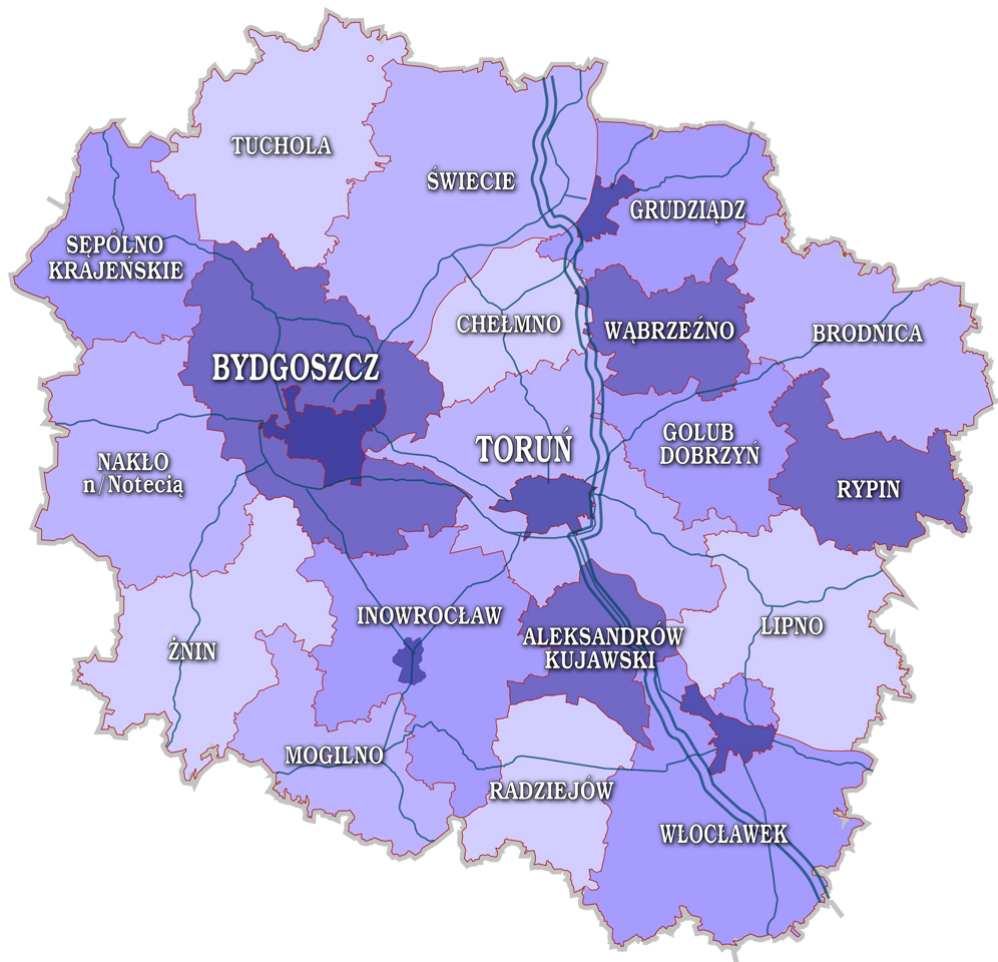 TUCHOLA
ŚWIECIE
GRUDZIĄDZ
SĘPÓLNO
KRAJEŃSKIE
CHEŁMNO
WĄBRZEŹNO
BRODNICA
BYDGOSZCZ
TORUŃ
GOLUB
DOBRZYŃ
NAKŁO
n/Notecią
RYPIN
INOWROCŁAW
ALEKSANDRÓW
KUJAWSKI
LIPNO
ŻNIN
MOGILNO
RADZIEJÓW
WŁOCŁAWEK